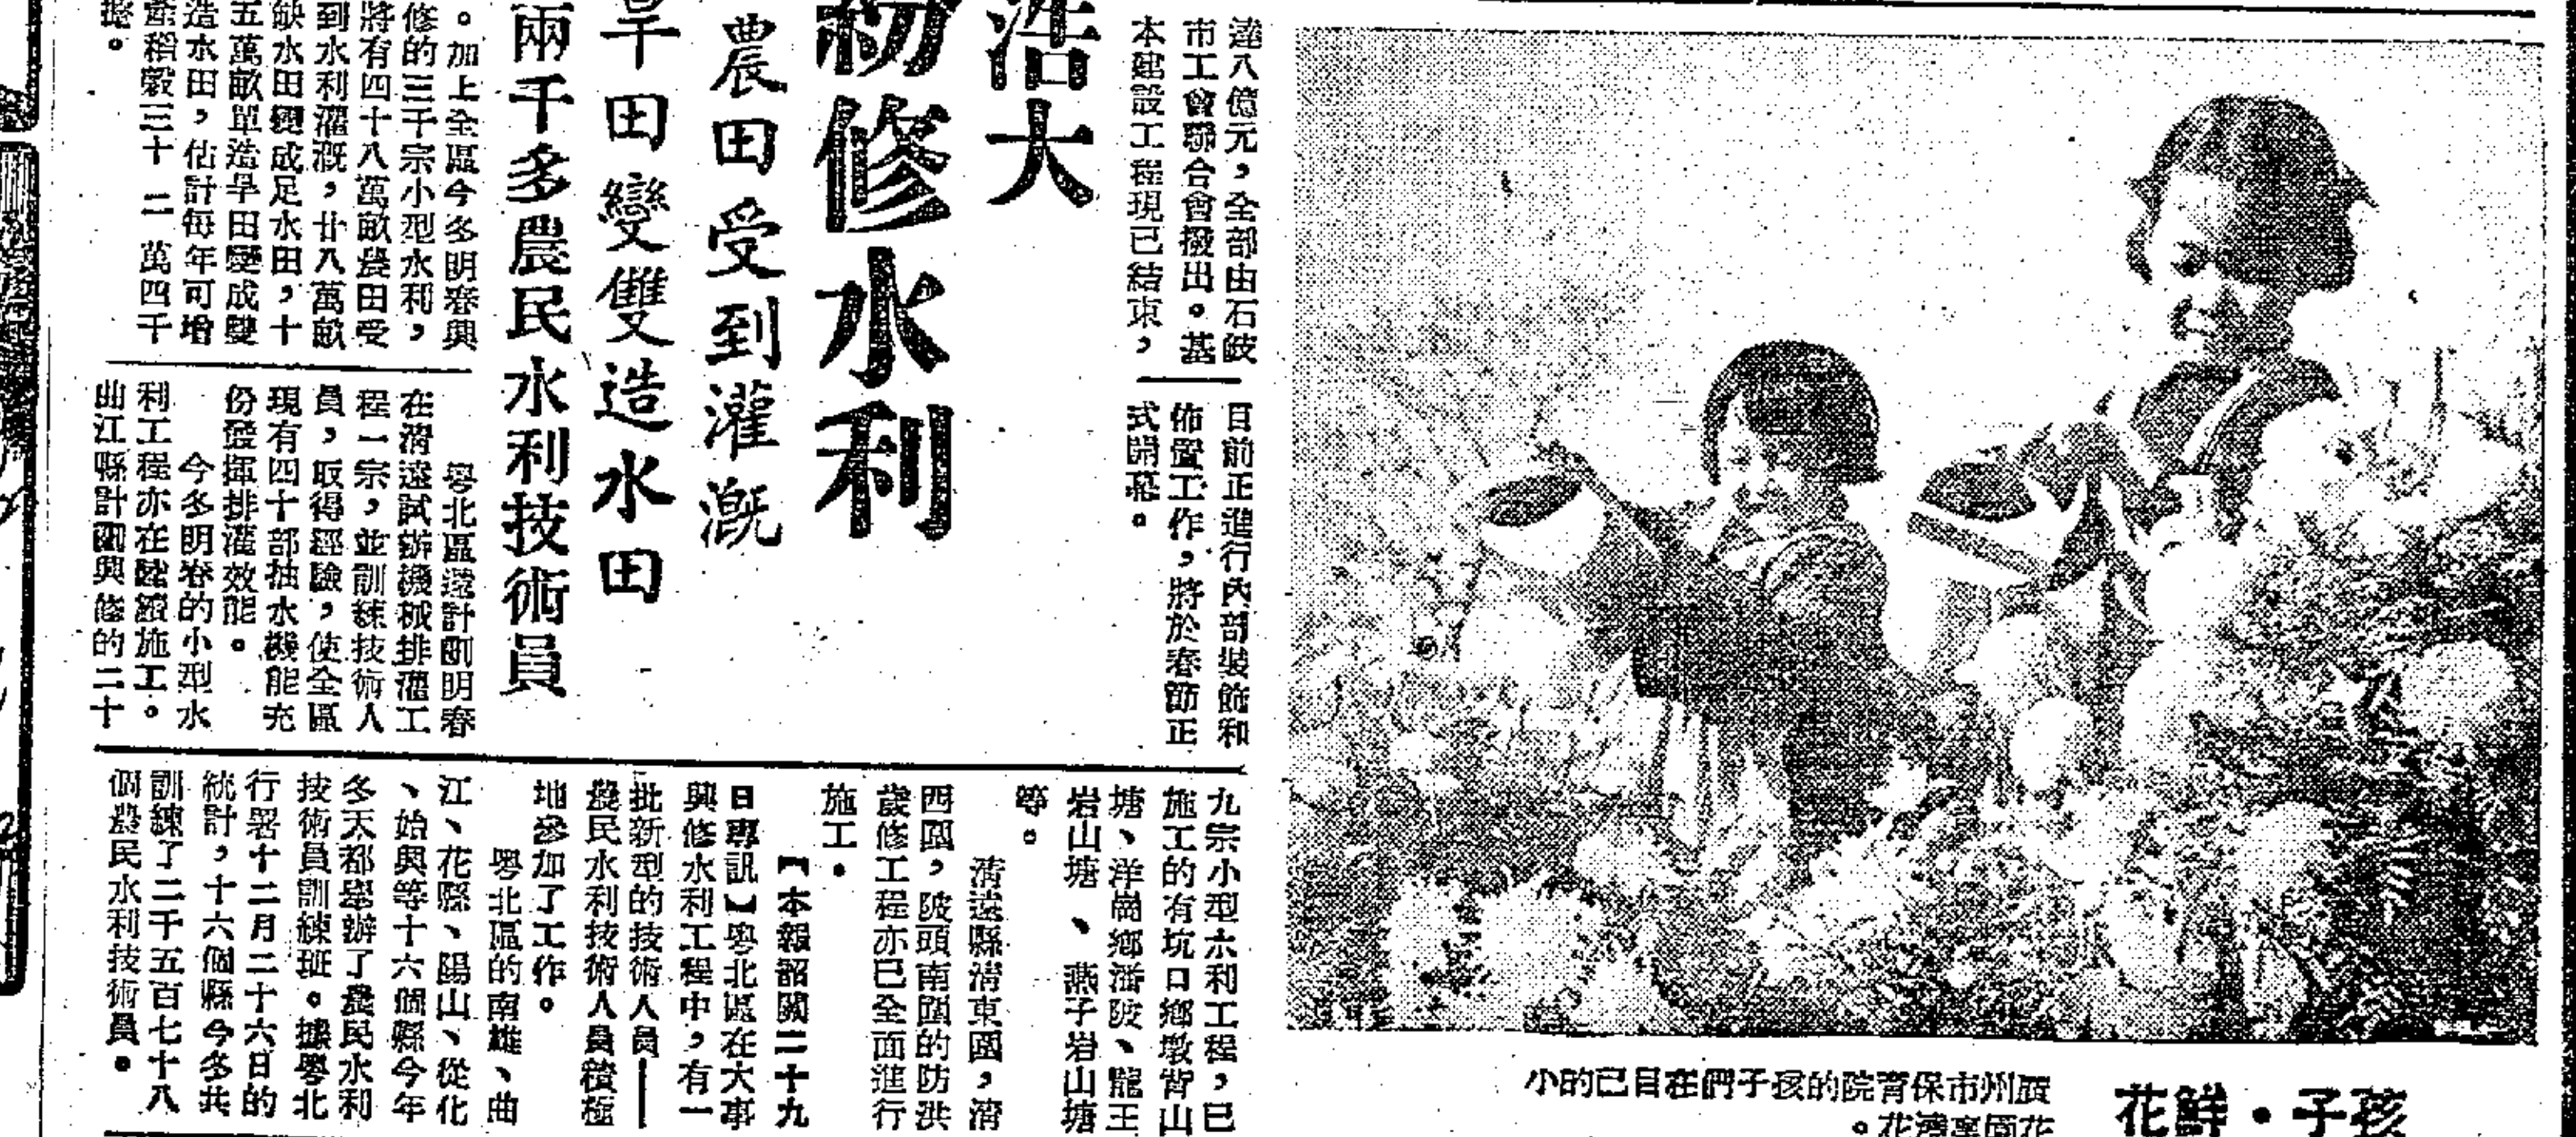 達八億元，全部由石岐
市工會聯合會撥出。基
本建設工程現已結束，
目前正進行內部裝飾和
佈置工作，將於春節正
式開幕。
浩大
修水利
農田受到灌溉
旱田變雙造水田
兩千多農民水利技術員
。加上全區今冬明春興
修的三千宗小型水利，
將有四十八萬畝農田受
到水利灌溉，廿八萬畝
缺水田變成足水田，十
五萬畝單造旱田變成雙
造水田，估計每年可增
產稻穀三十二萬四千
擔。
粵北區還計劃明春
在清遠試辦機械排灌工
程一宗，並訓練技術人
員，取得經驗，使全區
現有四十部抽水機能充
份發揮排灌效能。
今冬明春的小型水
利工程亦在陸續施工。
曲江縣計劃興修的二十
九宗小型水利工程，已
施工的有坑口鄉墩背山
塘、洋崗鄉潘陂、龍王
岩山塘、燕子岩山塘
等。
清遠縣清東圍，清
西圍，陂頭南圍的防洪
歲修工程亦已全面進行
施工。
【本報韶關二十九
日專訊】粵北區在大事
興修水利工程中，有一
批新型的技術人員——
農民水利技術人員積極
地參加了工作。
粵北區的南雄、曲
江、花縣、陽山、從化
、始興等十六個縣今年
冬天都舉辦了農民水利
技術員訓練班。據粵北
行署十二月二十六日的
統計，十六個縣今冬共
訓練了二千五百七十八
個農民水利技術員。
孩子·鮮花
廣州市保育院的孩子們在自己的小
花園裏澆花。